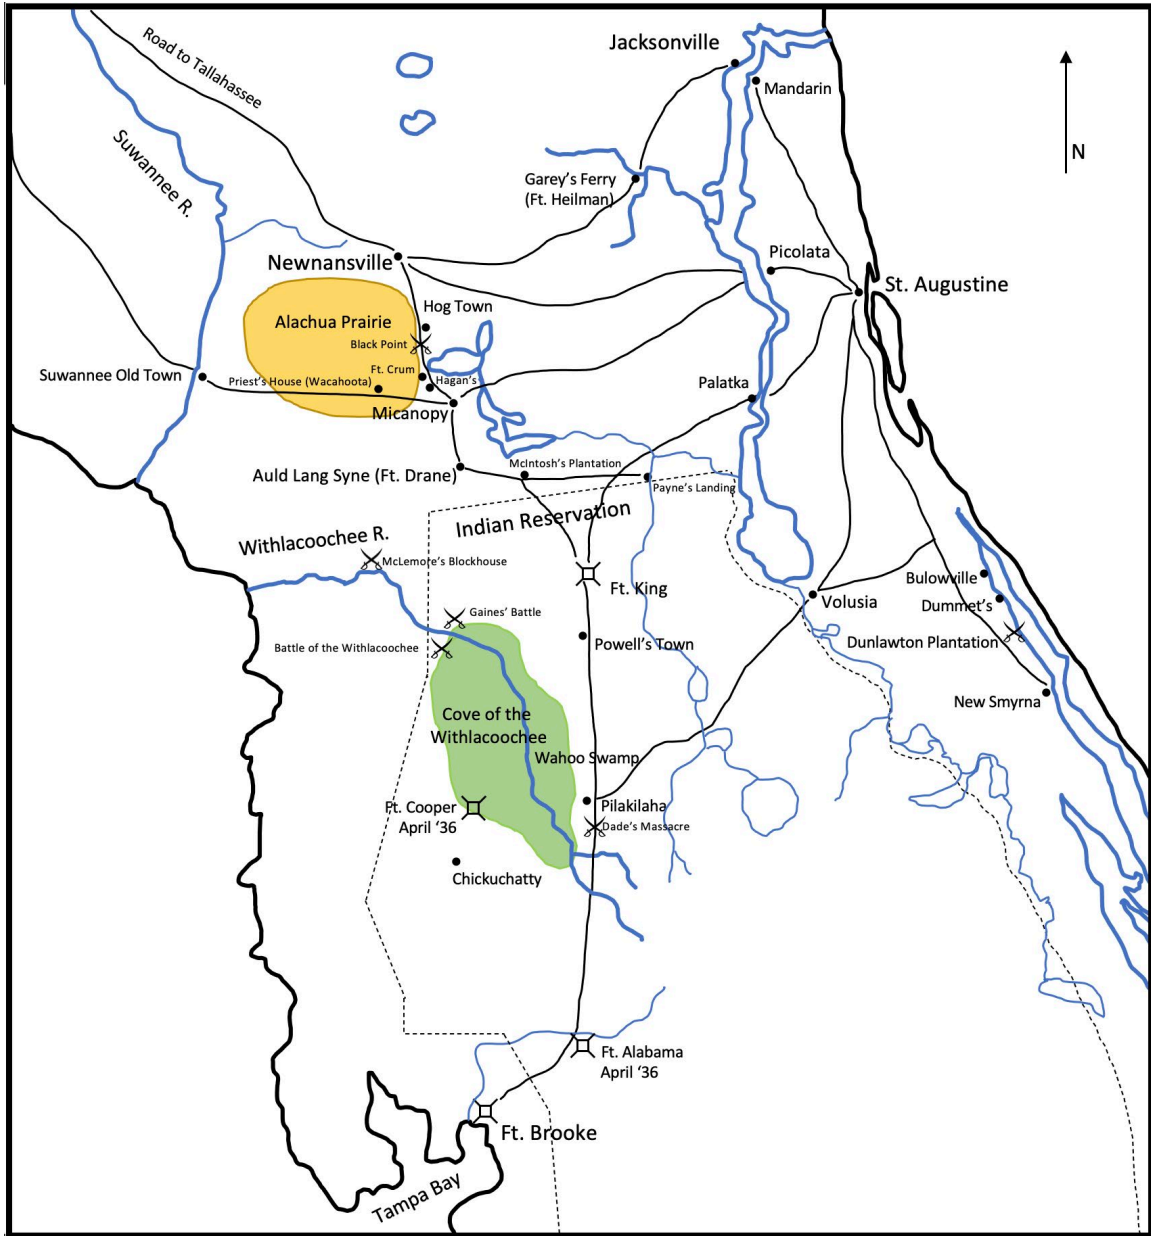 Jacksonville
Road to Tallahassee
Mandarin
N
Suwannee R.
Garey's Ferry
(Ft. Heilman)
Picolata
Newnansville
St. Augustine
Hog Town
Alachua Prairie
Black Point
Ft. Crum
Suwannee Old Town
Priest's House (Wacahoota)
Hagan's
Palatka
Micanopy
McIntosh's Plantation
Auld Lang Syne (Ft. Drane)
Payne's Landing
Indian Reservation
Withlacoochee R.
McLemore's Blockhouse
Ft. King
Bulowville
Volusia
Dummet's
Gaines' Battle
Powell's Town
Dunlawton Plantation
Battle of the Withlacoochee
New Smyrna
Cove of the
Withlacoochee
Wahoo Swamp
Ft. Cooper
April '36
Pilakilaha
Dade's Massacre
Chickuchatty
Ft. Alabama
April '36
Ft. Brooke
Tampa Bay